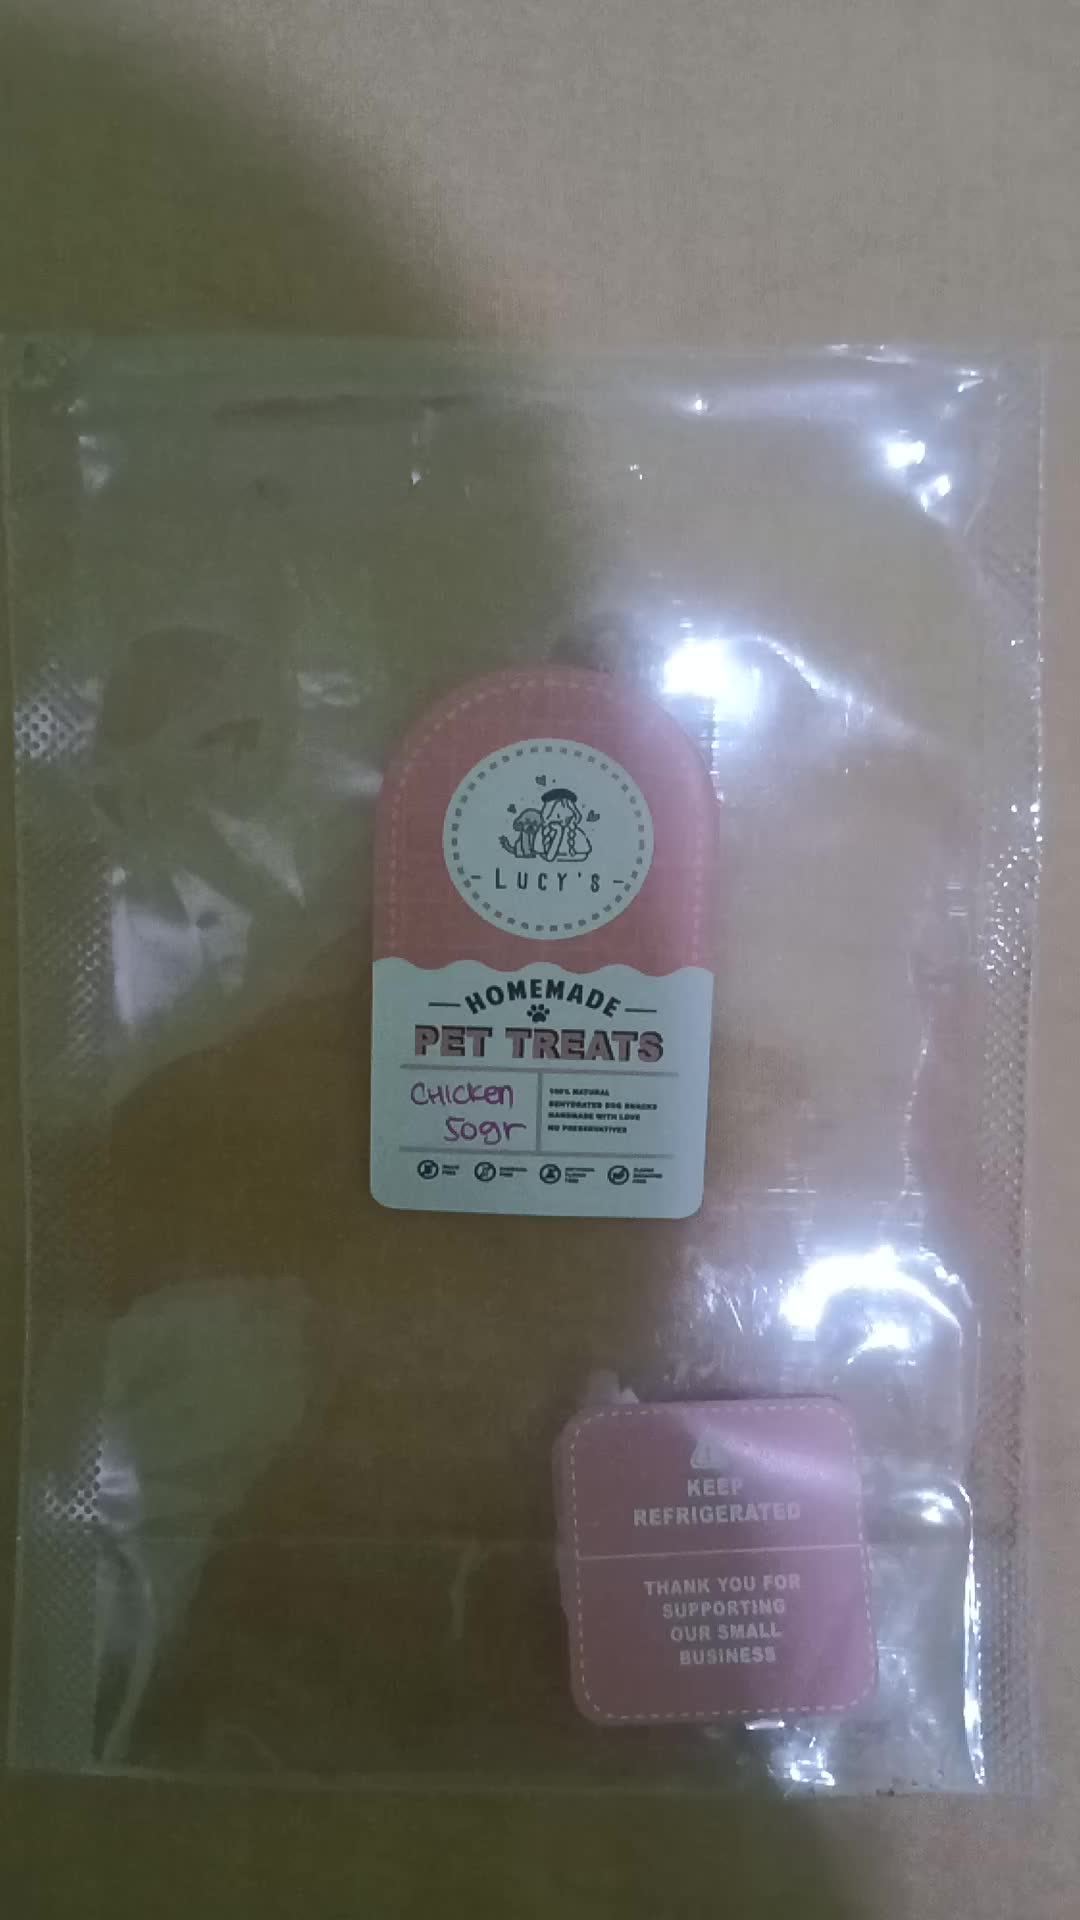 LUCY'S
HOMEMADE
PET TREATS
CHICKEN
50gr
100% NATURAL
DEHYDRATED DOG SNACKS
HANDMADE WITH LOVE
NO PRESERVATIVES
KEEP
REFRIGERATED
THANK YOU FOR
SUPPORTING
OUR SMALL
BUSINESS